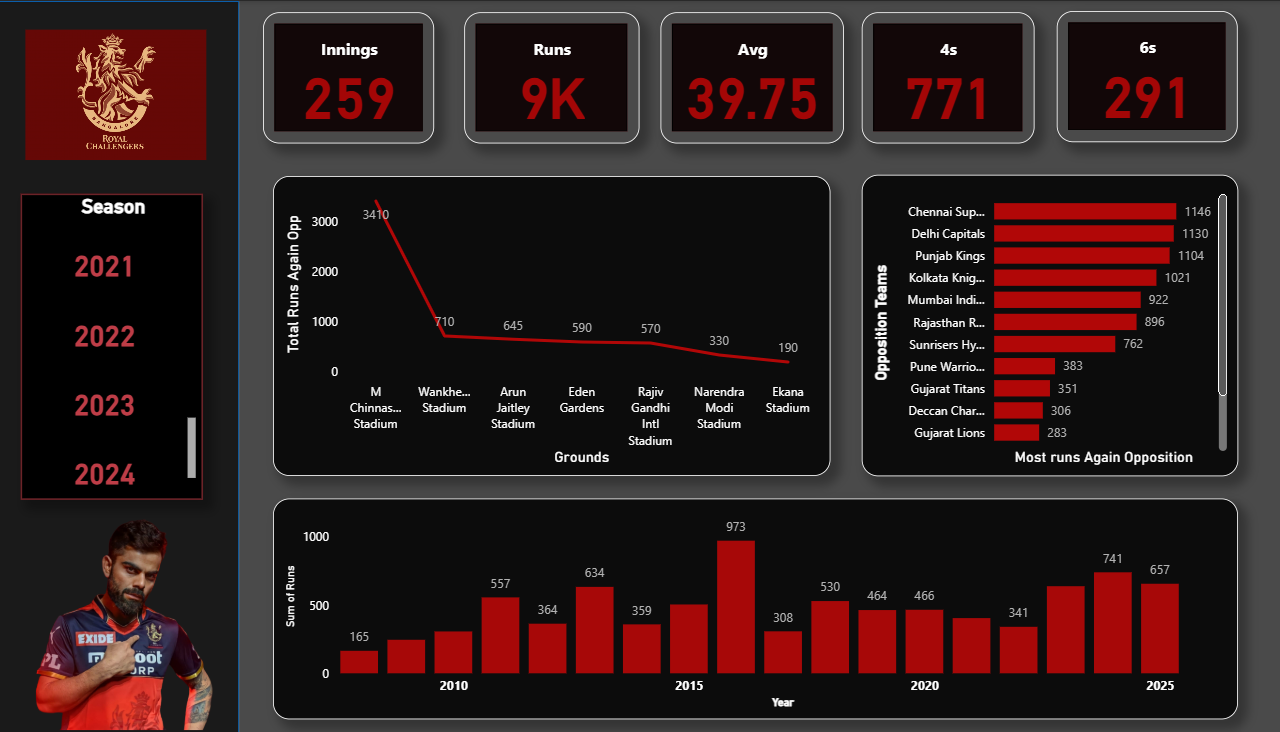 BENGALORE
ROYAL
CHALLENGERS
Season
2021
2022
2023
2024
EXIDE
PL
Innings
259
Runs
9K
Avg
39.75
4s
771
6s
291
Total Runs Again Opp
3000
2000
1000
0
3410
710
645
590
570
330
190
M
Chinnas...
Stadium
Wankhe...
Stadium
Arun
Jaitley
Stadium
Eden
Gardens
Rajiv
Gandhi
Intl
Stadium
Narendra
Modi
Stadium
Ekana
Stadium
Grounds
Opposition Teams
Chennai Sup... 1146
Delhi Capitals 1130
Punjab Kings 1104
Kolkata Knig... 1021
Mumbai Indi... 922
Rajasthan R... 896
Sunrisers Hy... 762
Pune Warrio... 383
Gujarat Titans 351
Deccan Char... 306
Gujarat Lions 283
Most runs Again Opposition
Sum of Runs
1000
500
0
165
557
364
634
359
973
308
530
464
466
341
741
657
2010
2015
2020
2025
Year